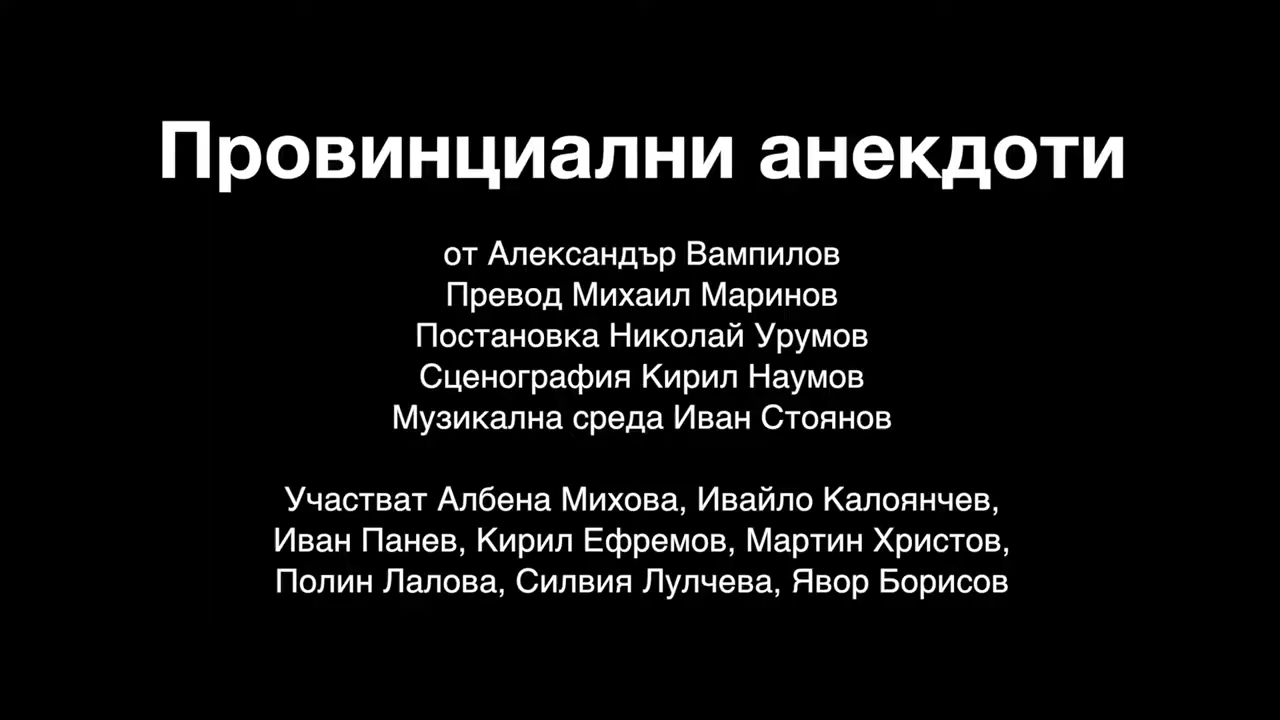 Провинциални анекдоти
от Александър Вампилов
Превод Михаил Маринов
Постановка Николай Урумов
Сценография Кирил Наумов
Музикална среда Иван Стоянов
Участват Албена Михова, Ивайло Калоянчев,
Иван Панев, Кирил Ефремов, Мартин Христов,
Полин Лалова, Силвия Лулчева, Явор Борисов